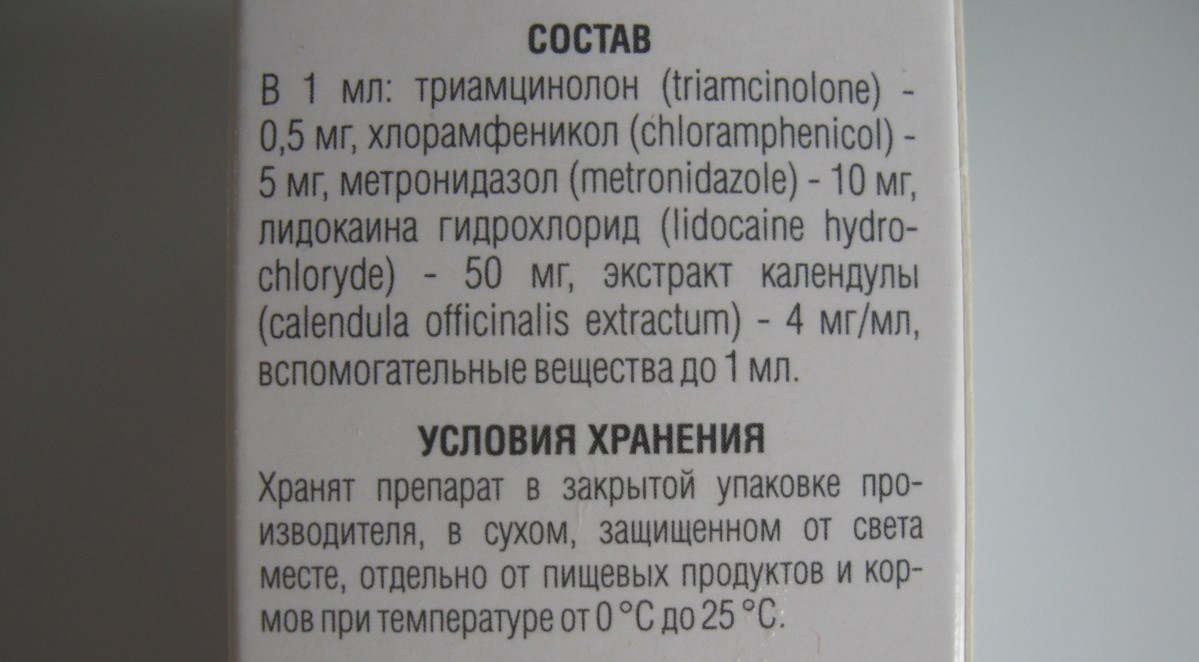 СОСТАВ
В 1 мл: триамцинолон (triamcinolone) -
0,5 мг, хлорамфеникол (chloramphenicol) -
5 мг, метронидазол (metronidazole) - 10 мг,
лидокаина гидрохлорид (lidocaine hydro-
chloryde) - 50 мг, экстракт календулы
(calendula officinalis extractum) - 4 мг/мл,
вспомогательные вещества до 1 мл.
УСЛОВИЯ ХРАНЕНИЯ
Хранят препарат в закрытой упаковке про-
изводителя, в сухом, защищенном от света
месте, отдельно от пищевых продуктов и кор-
мов при температуре от 0 °С до 25 °С.